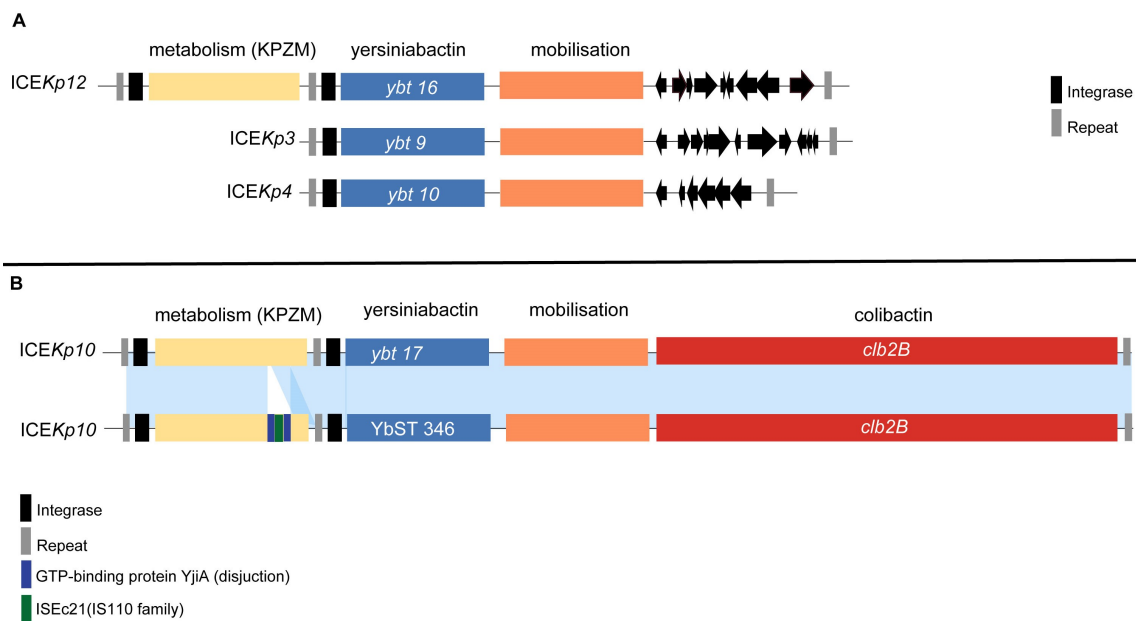 A
metabolism (KPZM) yersiniabactin mobilisation
ICEKp12 ybt 16
Integrase
Repeat
ICEKp3 ybt 9
ICEKp4 ybt 10
B
metabolism (KPZM) yersiniabactin mobilisation colibactin
ICEKp10 ybt 17 clb2B
ICEKp10 YbST 346 clb2B
Integrase
Repeat
GTP-binding protein YjiA (disjuction)
ISEc21(IS110 family)